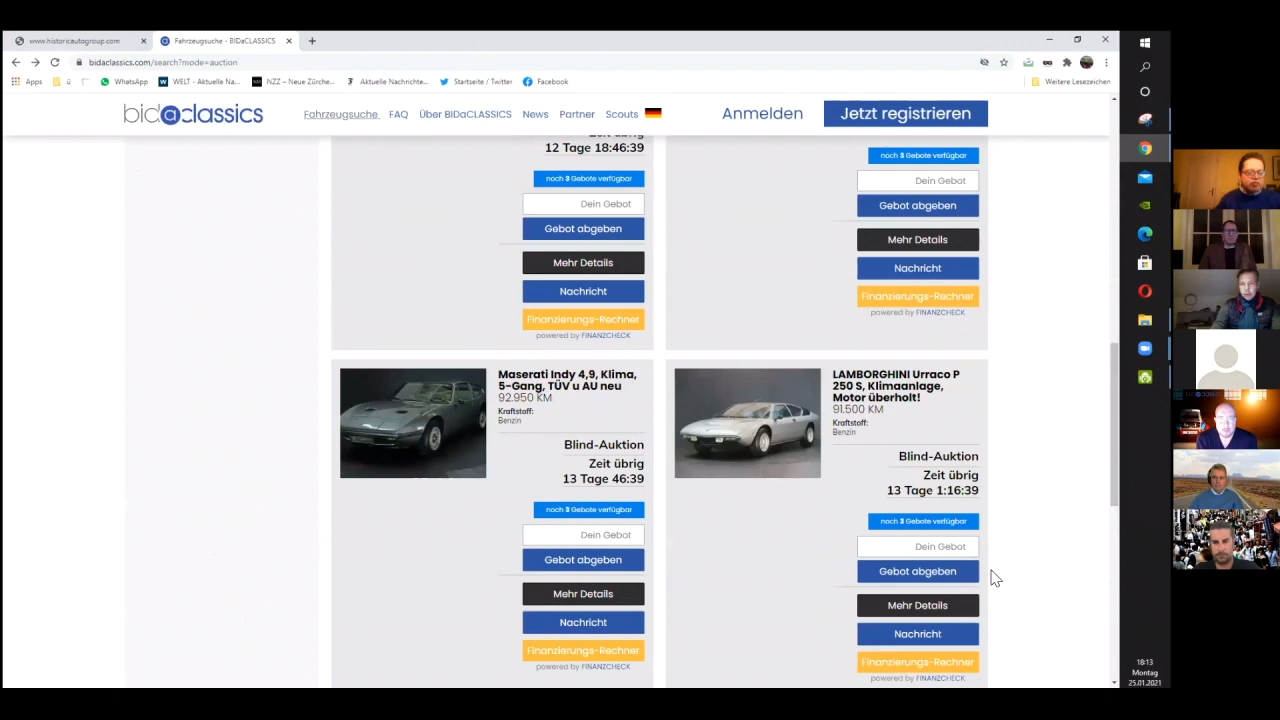 www.historicautogroup.com
Fahrzeugsuche - BIDaCLASSICS
bidaclassics.com/search?mode=auction
Apps
ü
WhatsApp
WELT - Aktuelle Na...
NZZ – Neue Zürche...
Aktuelle Nachrichte...
Startseite / Twitter
Facebook
Weitere Lesezeichen
bidaclassics
Fahrzeugsuche
FAQ
Über BIDaCLASSICS
News
Partner
Scouts
Anmelden
Jetzt registrieren
Zeit übrig
12 Tage 18:46:39
noch 3 Gebote verfügbar
Dein Gebot
Gebot abgeben
Mehr Details
Nachricht
Finanzierungs-Rechner
powered by FINANZCHECK
noch 3 Gebote verfügbar
Dein Gebot
Gebot abgeben
Mehr Details
Nachricht
Finanzierungs-Rechner
powered by FINANZCHECK
Maserati Indy 4,9, Klima,
5-Gang, TÜV u AU neu
92.950 KM
Kraftstoff:
Benzin
Blind-Auktion
Zeit übrig
13 Tage 46:39
noch 3 Gebote verfügbar
Dein Gebot
Gebot abgeben
Mehr Details
Nachricht
Finanzierungs-Rechner
powered by FINANZCHECK
LAMBORGHINI Urraco P
250 S, Klimaanlage,
Motor überholt!
91.500 KM
Kraftstoff:
Benzin
Blind-Auktion
Zeit übrig
13 Tage 1:16:39
noch 3 Gebote verfügbar
Dein Gebot
Gebot abgeben
Mehr Details
Nachricht
Finanzierungs-Rechner
powered by FINANZCHECK
18:13
Montag
25.01.2021